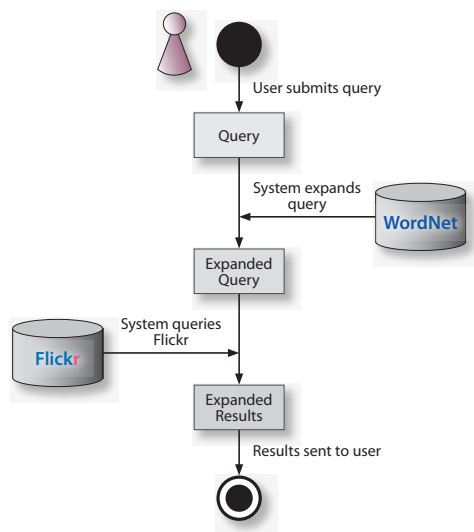 User submits query
Query
System expands
query
WordNet
Expanded
Query
System queries
Flickr
Flickr
Expanded
Results
Results sent to user